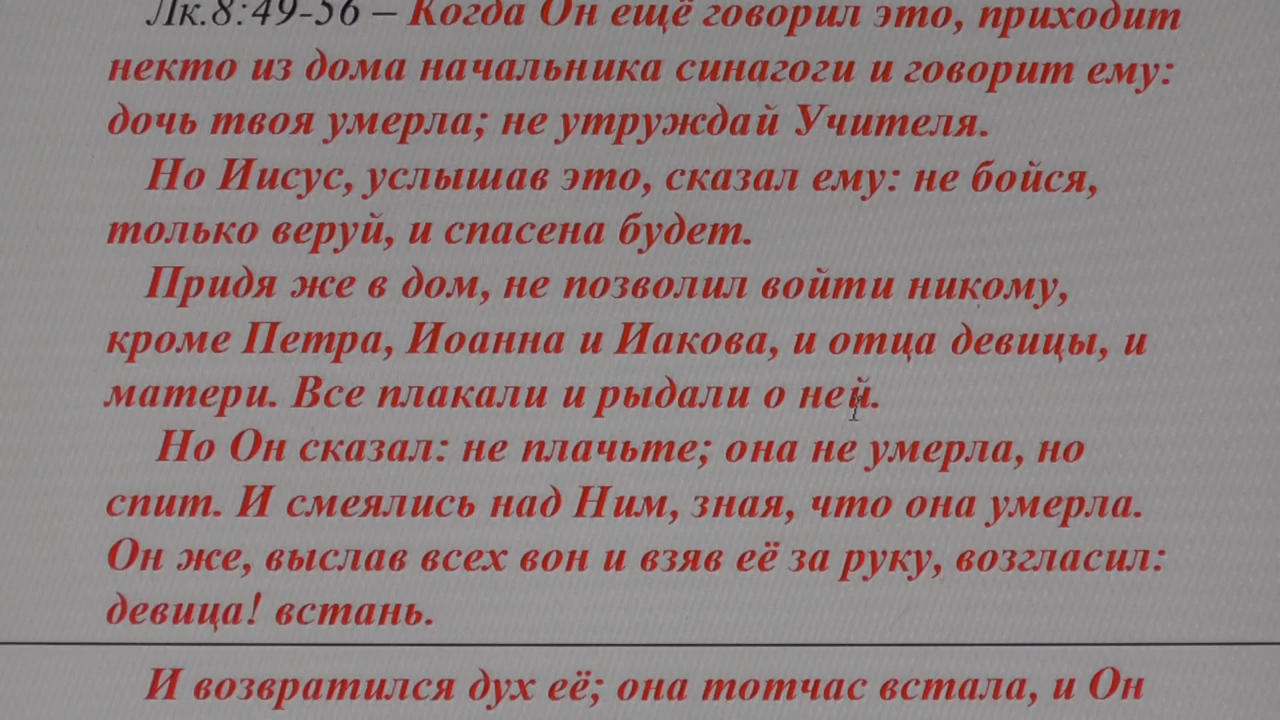 Лк.8:49-56 – Когда Он ещё говорил это, приходит
некто из дома начальника синагоги и говорит ему:
дочь твоя умерла; не утруждай Учителя.
Но Иисус, услышав это, сказал ему: не бойся,
только веруй, и спасена будет.
Придя же в дом, не позволил войти никому,
кроме Петра, Иоанна и Иакова, и отца девицы, и
матери. Все плакали и рыдали о ней.
Но Он сказал: не плачьте; она не умерла, но
спит. И смеялись над Ним, зная, что она умерла.
Он же, выслав всех вон и взяв её за руку, возгласил:
девица! встань.
И возвратился дух её; она тотчас встала, и Он